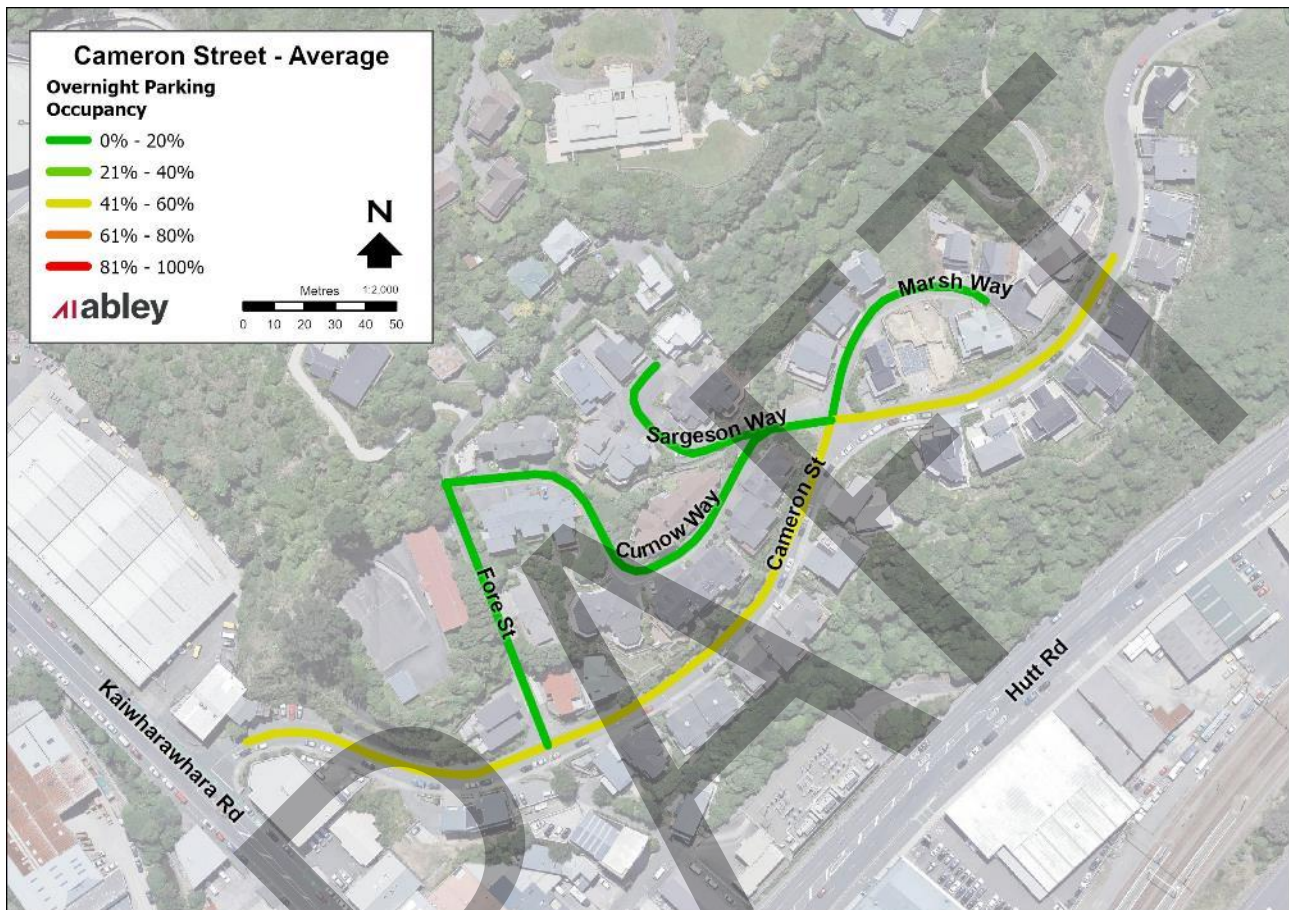 Cameron Street - Average
Overnight Parking
Occupancy
0% - 20%
21% - 40%
41% - 60%
61% - 80%
81% - 100%
N
Metres 1:2,000
0 10 20 30 40 50
abley
Marsh Way
Sargeson Way
Curnow Way
Cameron St
Fore St
Hutt Rd
Kaiwharawhara Rd
DRAFT